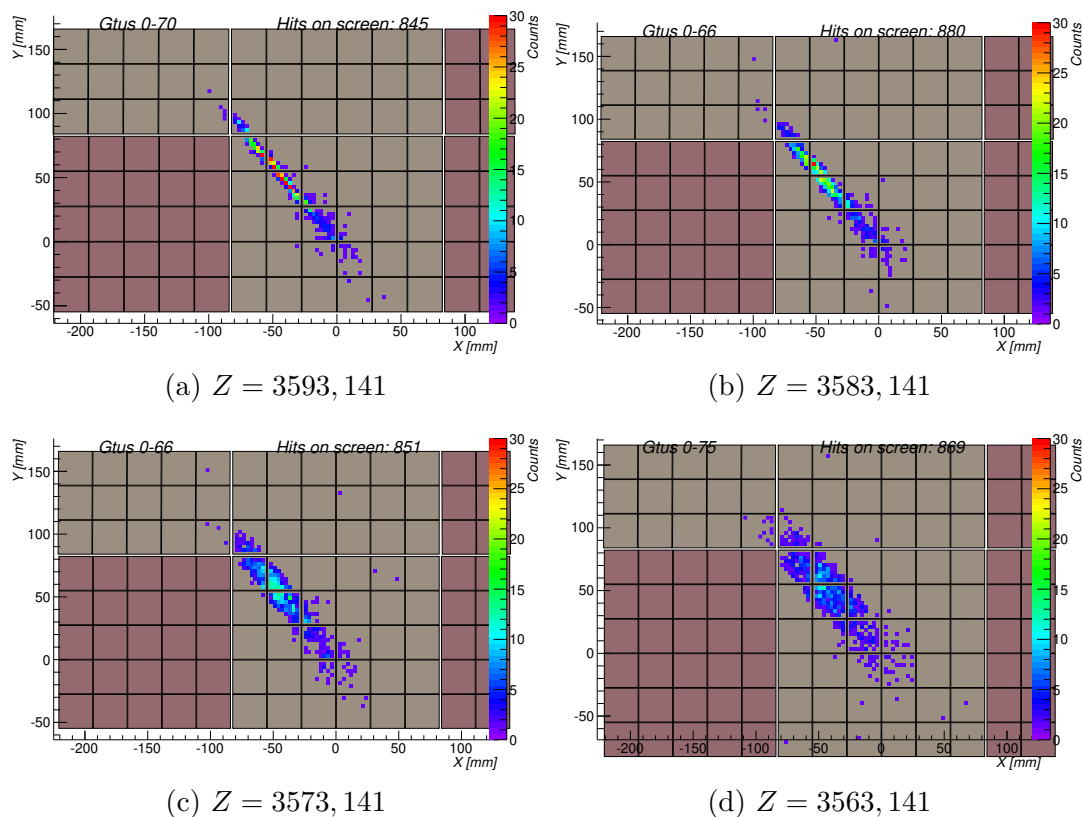 Gtus 0-70 Hits on screen: 845
Y [mm]
150
100
50
0
-50
-200 -150 -100 -50 0 50 100
X [mm]
30
25
20
15
10
5
0
Counts
(a) Z = 3593, 141
Gtus 0-66 Hits on screen: 880
Y [mm]
150
100
50
0
-50
-200 -150 -100 -50 0 50 100
X [mm]
30
25
20
15
10
5
0
Counts
(b) Z = 3583, 141
Gtus 0-66 Hits on screen: 851
Y [mm]
150
100
50
0
-50
-200 -150 -100 -50 0 50 100
X [mm]
30
25
20
15
10
5
0
Counts
(c) Z = 3573, 141
Gtus 0-75 Hits on screen: 869
Y [mm]
150
100
50
0
-50
-200 -150 -100 -50 0 50 100
X [mm]
30
25
20
15
10
5
0
Counts
(d) Z = 3563, 141